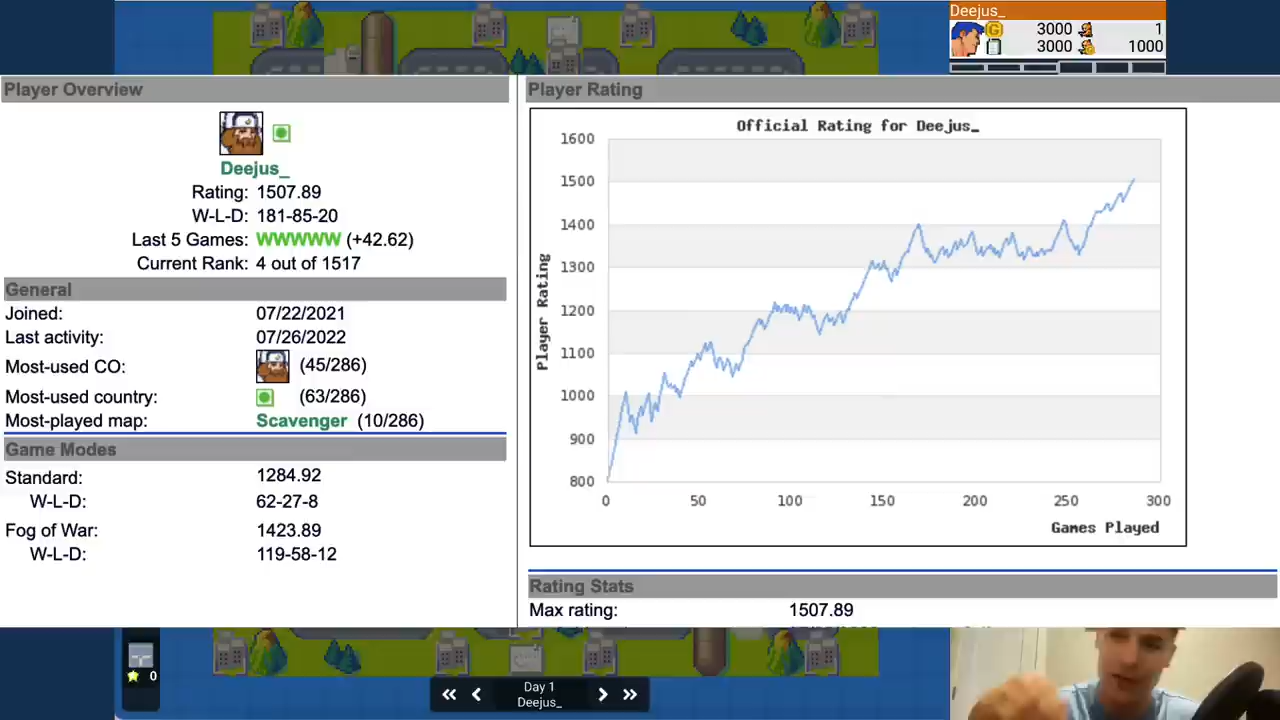 Deejus_
G 3000 1
3000 1000
Player Overview
Deejus_
Rating: 1507.89
W-L-D: 181-85-20
Last 5 Games: WWWWW (+42.62)
Current Rank: 4 out of 1517
General
Joined: 07/22/2021
Last activity: 07/26/2022
Most-used CO: (45/286)
Most-used country: (63/286)
Most-played map: Scavenger (10/286)
Game Modes
Standard: 1284.92
W-L-D: 62-27-8
Fog of War: 1423.89
W-L-D: 119-58-12
Player Rating
Official Rating for Deejus_
1600
1500
1400
1300
1200
1100
1000
900
800
Player Rating
0 50 100 150 200 250 300
Games Played
Rating Stats
Max rating: 1507.89
0
Day 1
Deejus_